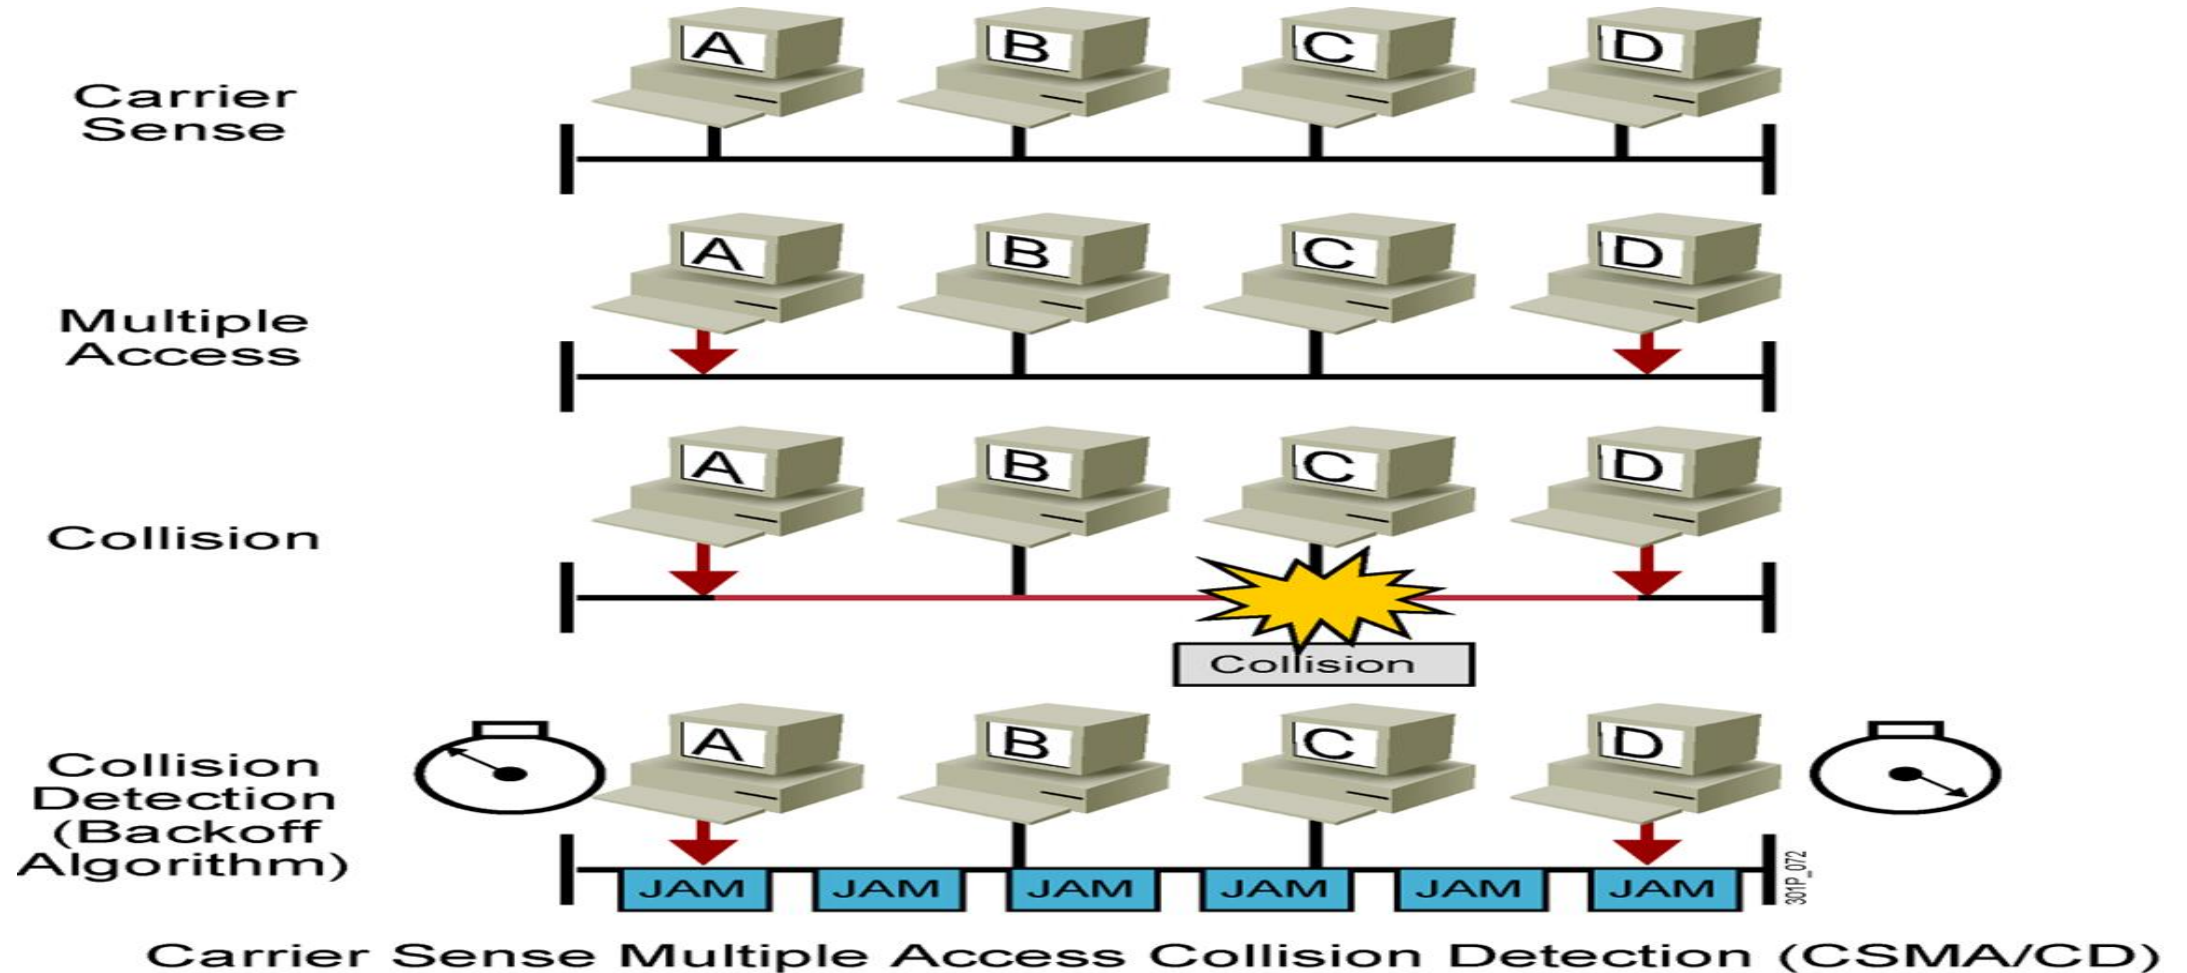 A B C D
Carrier
Sense
A B C D
Multiple
Access
A B C D
Collision
Collision
A B C D
Collision
Detection
(Backoff
Algorithm)
JAM JAM JAM JAM JAM JAM
301P_072
Carrier Sense Multiple Access Collision Detection (CSMA/CD)